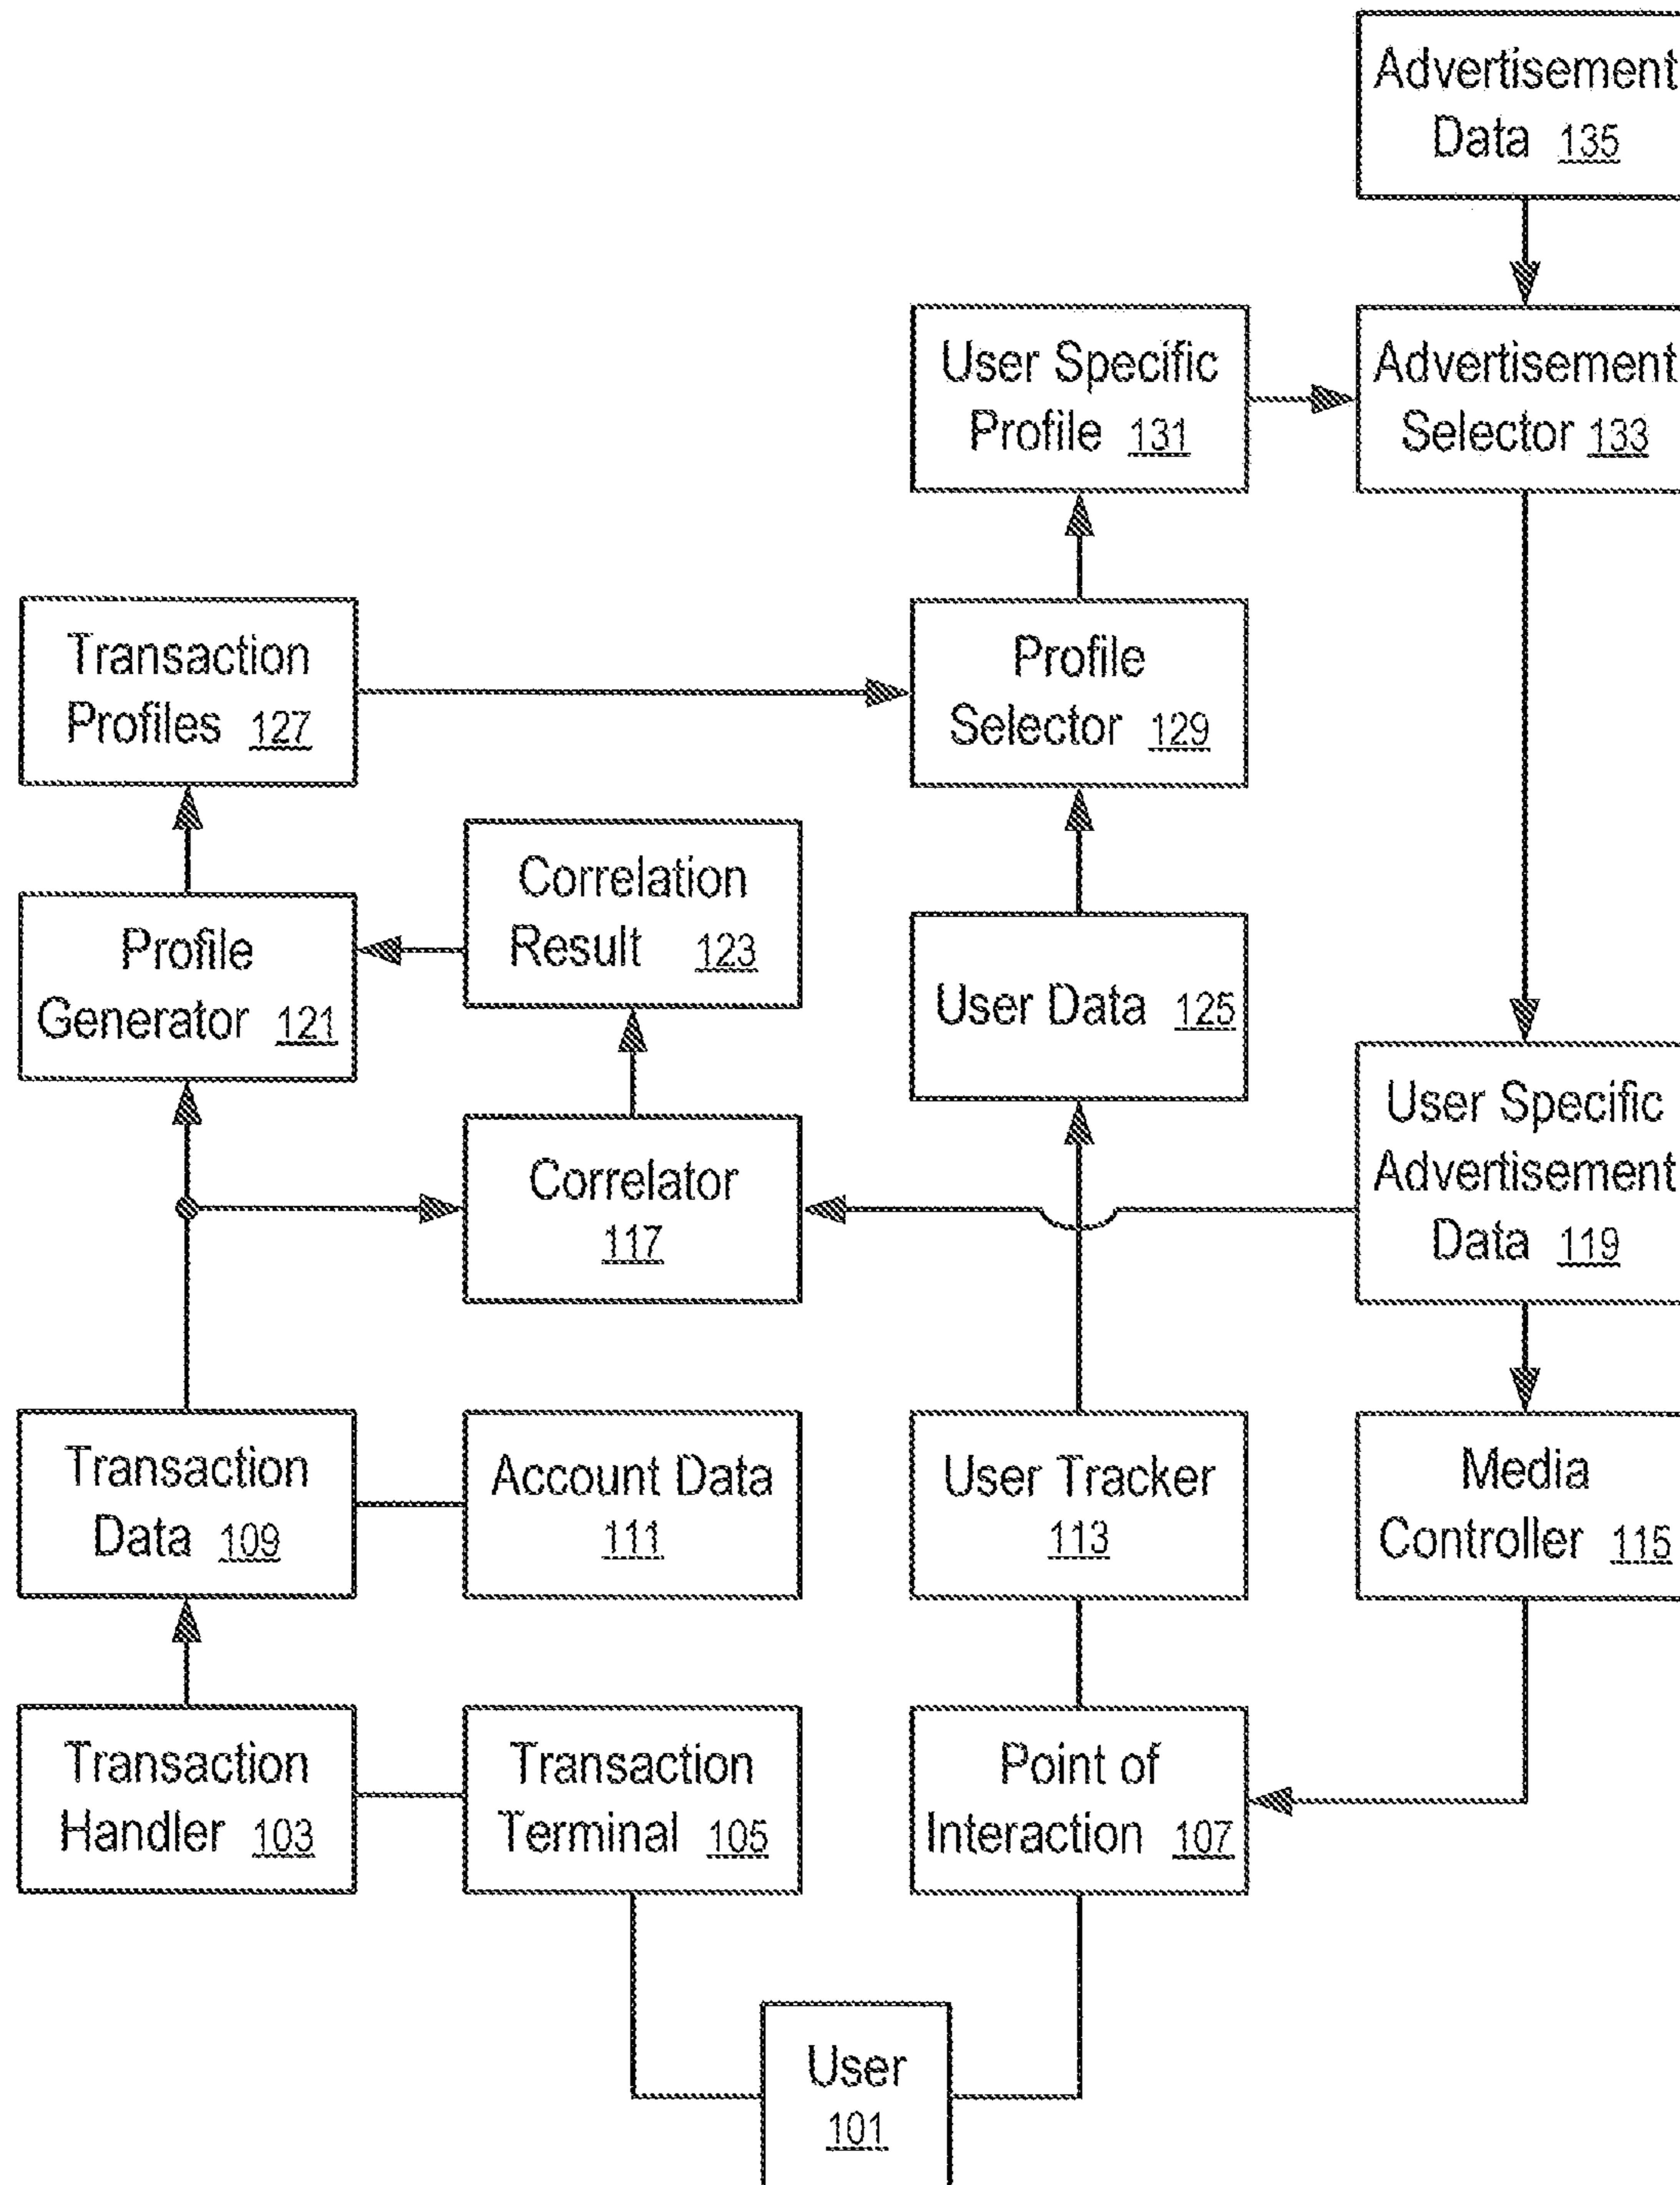 Advertisement
Data 135
User Specific
Profile 131
Advertisement
Selector 133
Transaction
Profiles 127
Profile
Selector 129
Correlation
Result 123
Profile
Generator 121
User Data 125
User Specific
Advertisement
Data 119
Correlator
117
Transaction
Data 109
Account Data
111
User Tracker
113
Media
Controller 115
Transaction
Handler 103
Transaction
Terminal 105
Point of
Interaction 107
User
101